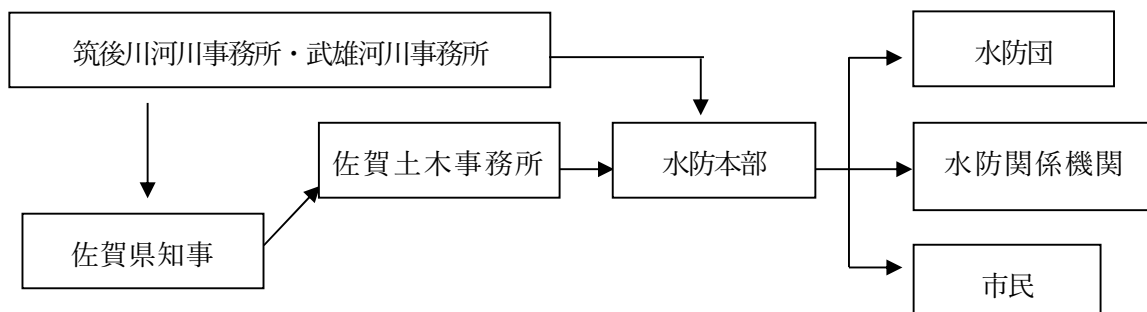 筑後川河川事務所・武雄河川事務所
水防団
佐賀土木事務所
水防本部
水防関係機関
佐賀県知事
市民